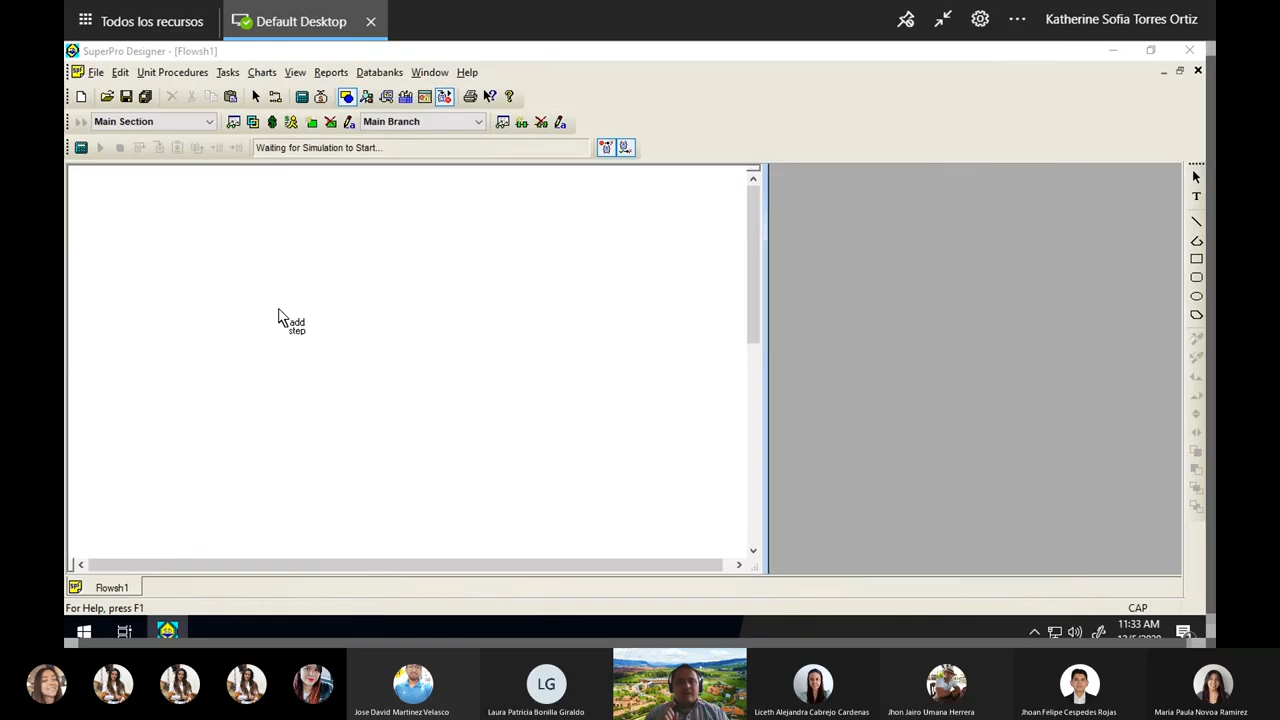 Todos los recursos
Default Desktop
Katherine Sofia Torres Ortiz
SuperPro Designer - [Flowsh1]
File Edit Unit Procedures Tasks Charts View Reports Databanks Window Help
Main Section
Main Branch
Waiting for Simulation to Start...
T
add
step
Flowsh1
For Help, press F1
CAP
11:33 AM
LG
Jose David Martinez Velasco
Laura Patricia Bonilla Giraldo
Liceth Alejandra Cabrejo Cardenas
Jhon Jairo Umana Herrera
Jhoan Felipe Cespedes Rojas
Maria Paula Novoa Ramirez